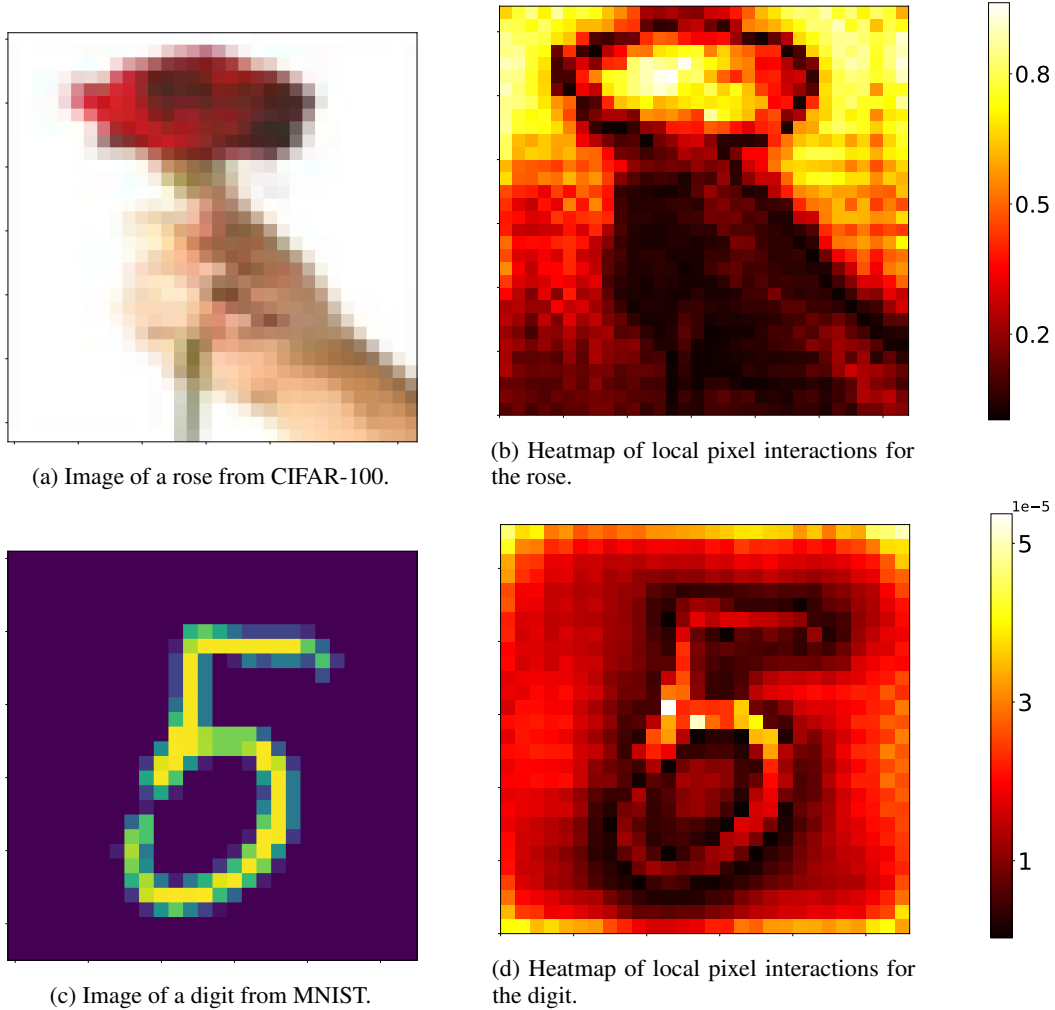 0.8
0.5
0.2
(a) Image of a rose from CIFAR-100.
(b) Heatmap of local pixel interactions for
the rose.
1e−5
5
3
1
(c) Image of a digit from MNIST.
(d) Heatmap of local pixel interactions for
the digit.